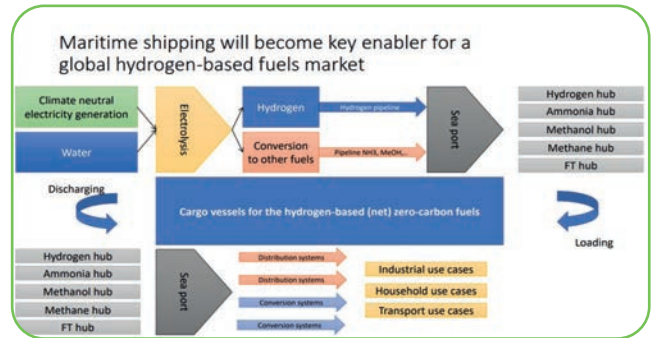 Maritime shipping will become key enabler for a
global hydrogen-based fuels market
Climate neutral
electricity generation
Water
Electrolysis
Hydrogen
Hydrogen pipeline
Conversion
to other fuels
Pipeline NH3, MeOH,...
Sea port
Hydrogen hub
Ammonia hub
Methanol hub
Methane hub
FT hub
Discharging
Cargo vessels for the hydrogen-based (net) zero-carbon fuels
Loading
Hydrogen hub
Ammonia hub
Methanol hub
Methane hub
FT hub
Sea port
Distribution systems
Distribution systems
Conversion systems
Conversion systems
Industrial use cases
Household use cases
Transport use cases